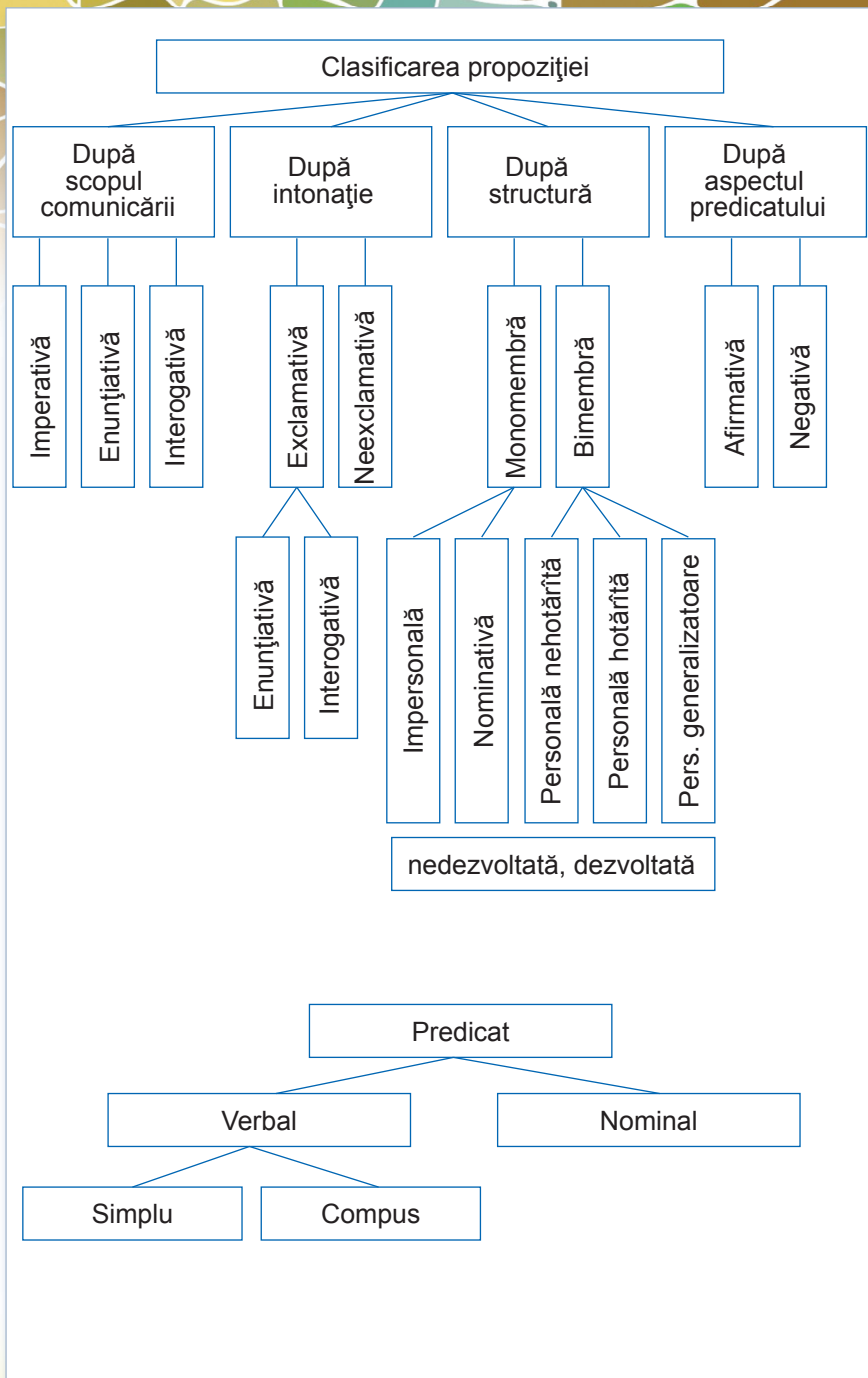 Clasificarea propoziţiei
După
scopul
comunicării
După
intonaţie
După
structură
După
aspectul
predicatului
Imperativă
Enunţiativă
Interogativă
Exclamativă
Neexclamativă
Monomembră
Bimembră
Afirmativă
Negativă
Enunţiativă
Interogativă
Impersonală
Nominativă
Personală nehotărîtă
Personală hotărîtă
Pers. generalizatoare
nedezvoltată, dezvoltată
Predicat
Verbal
Nominal
Simplu
Compus